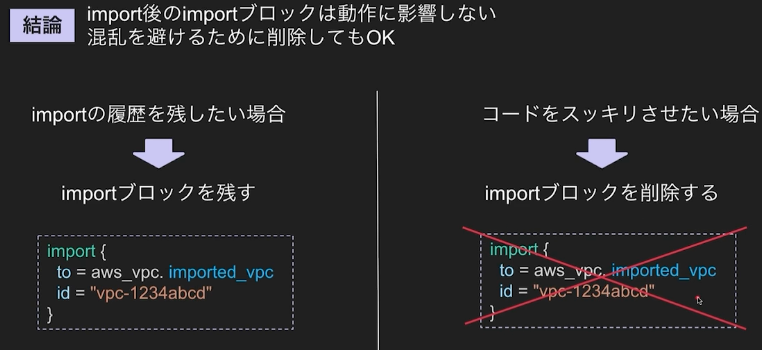 結論
import後のimportブロックは動作に影響しない
混乱を避けるために削除してもOK
importの履歴を残したい場合
importブロックを残す
import {
to = aws_vpc. imported_vpc
id = "vpc-1234abcd"
}
コードをスッキリさせたい場合
importブロックを削除する
import {
to = aws_vpc. imported_vpc
id = "vpc-1234abcd"
}